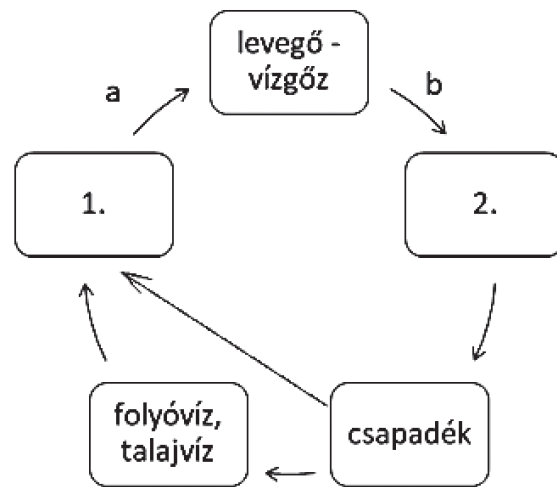 levegő -
vízgőz
a
b
1.
2.
folyóvíz,
talajvíz
csapadék